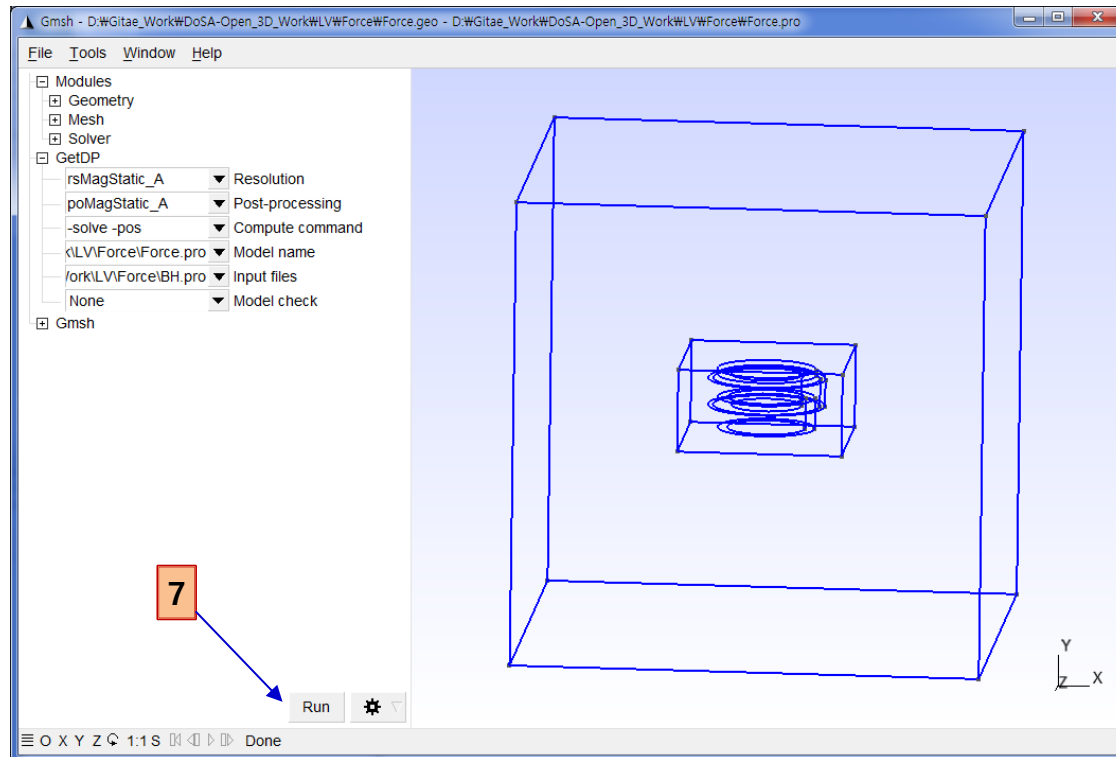 Gmsh - D:₩Gitae_Work₩DoSA-Open_3D_Work₩LV₩Force₩Force.geo - D:₩Gitae_Work₩DoSA-Open_3D_Work₩LV₩Force₩Force.pro
File Tools Window Help
Modules
Geometry
Mesh
Solver
GetDP
rsMagStatic_A Resolution
poMagStatic_A Post-processing
-solve -pos Compute command
k\LV\Force\Force.pro Model name
/ork\LV\Force\BH.pro Input files
None Model check
Gmsh
7
Y
X
Z
Run
O X Y Z 1:1 S Done